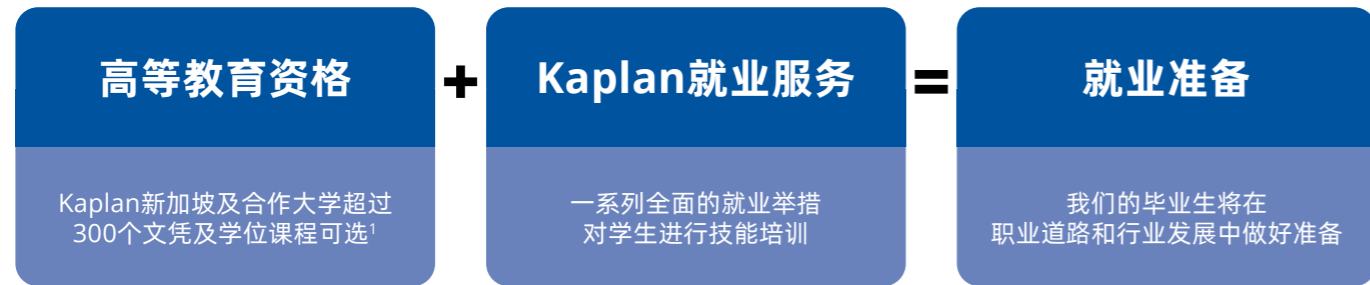 高等教育资格
+
Kaplan就业服务
=
就业准备
Kaplan新加坡及合作大学超过
300个文凭及学位课程可选¹
一系列全面的就业举措
对学生进行技能培训
我们的毕业生将在
职业道路和行业发展中做好准备